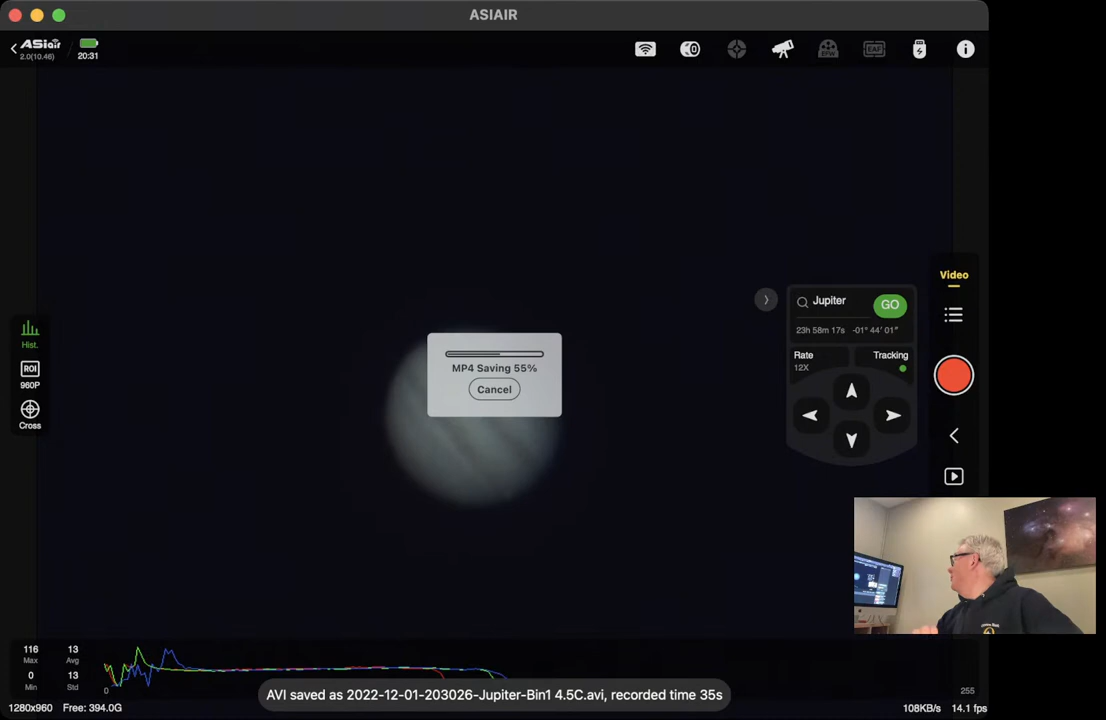 ASIAIR
ASIair
2.0(10.46)
20:31
EFW
EAF
Video
Jupiter
GO
23h 58m 17s -01° 44′ 01″
Rate
12X
Tracking
Hist.
ROI
960P
Cross
MP4 Saving 55%
Cancel
116
Max
13
Avg
0
Min
13
Std
0
255
AVI saved as 2022-12-01-203026-Jupiter-Bin1 4.5C.avi, recorded time 35s
1280x960 Free: 394.0G
108KB/s 14.1 fps